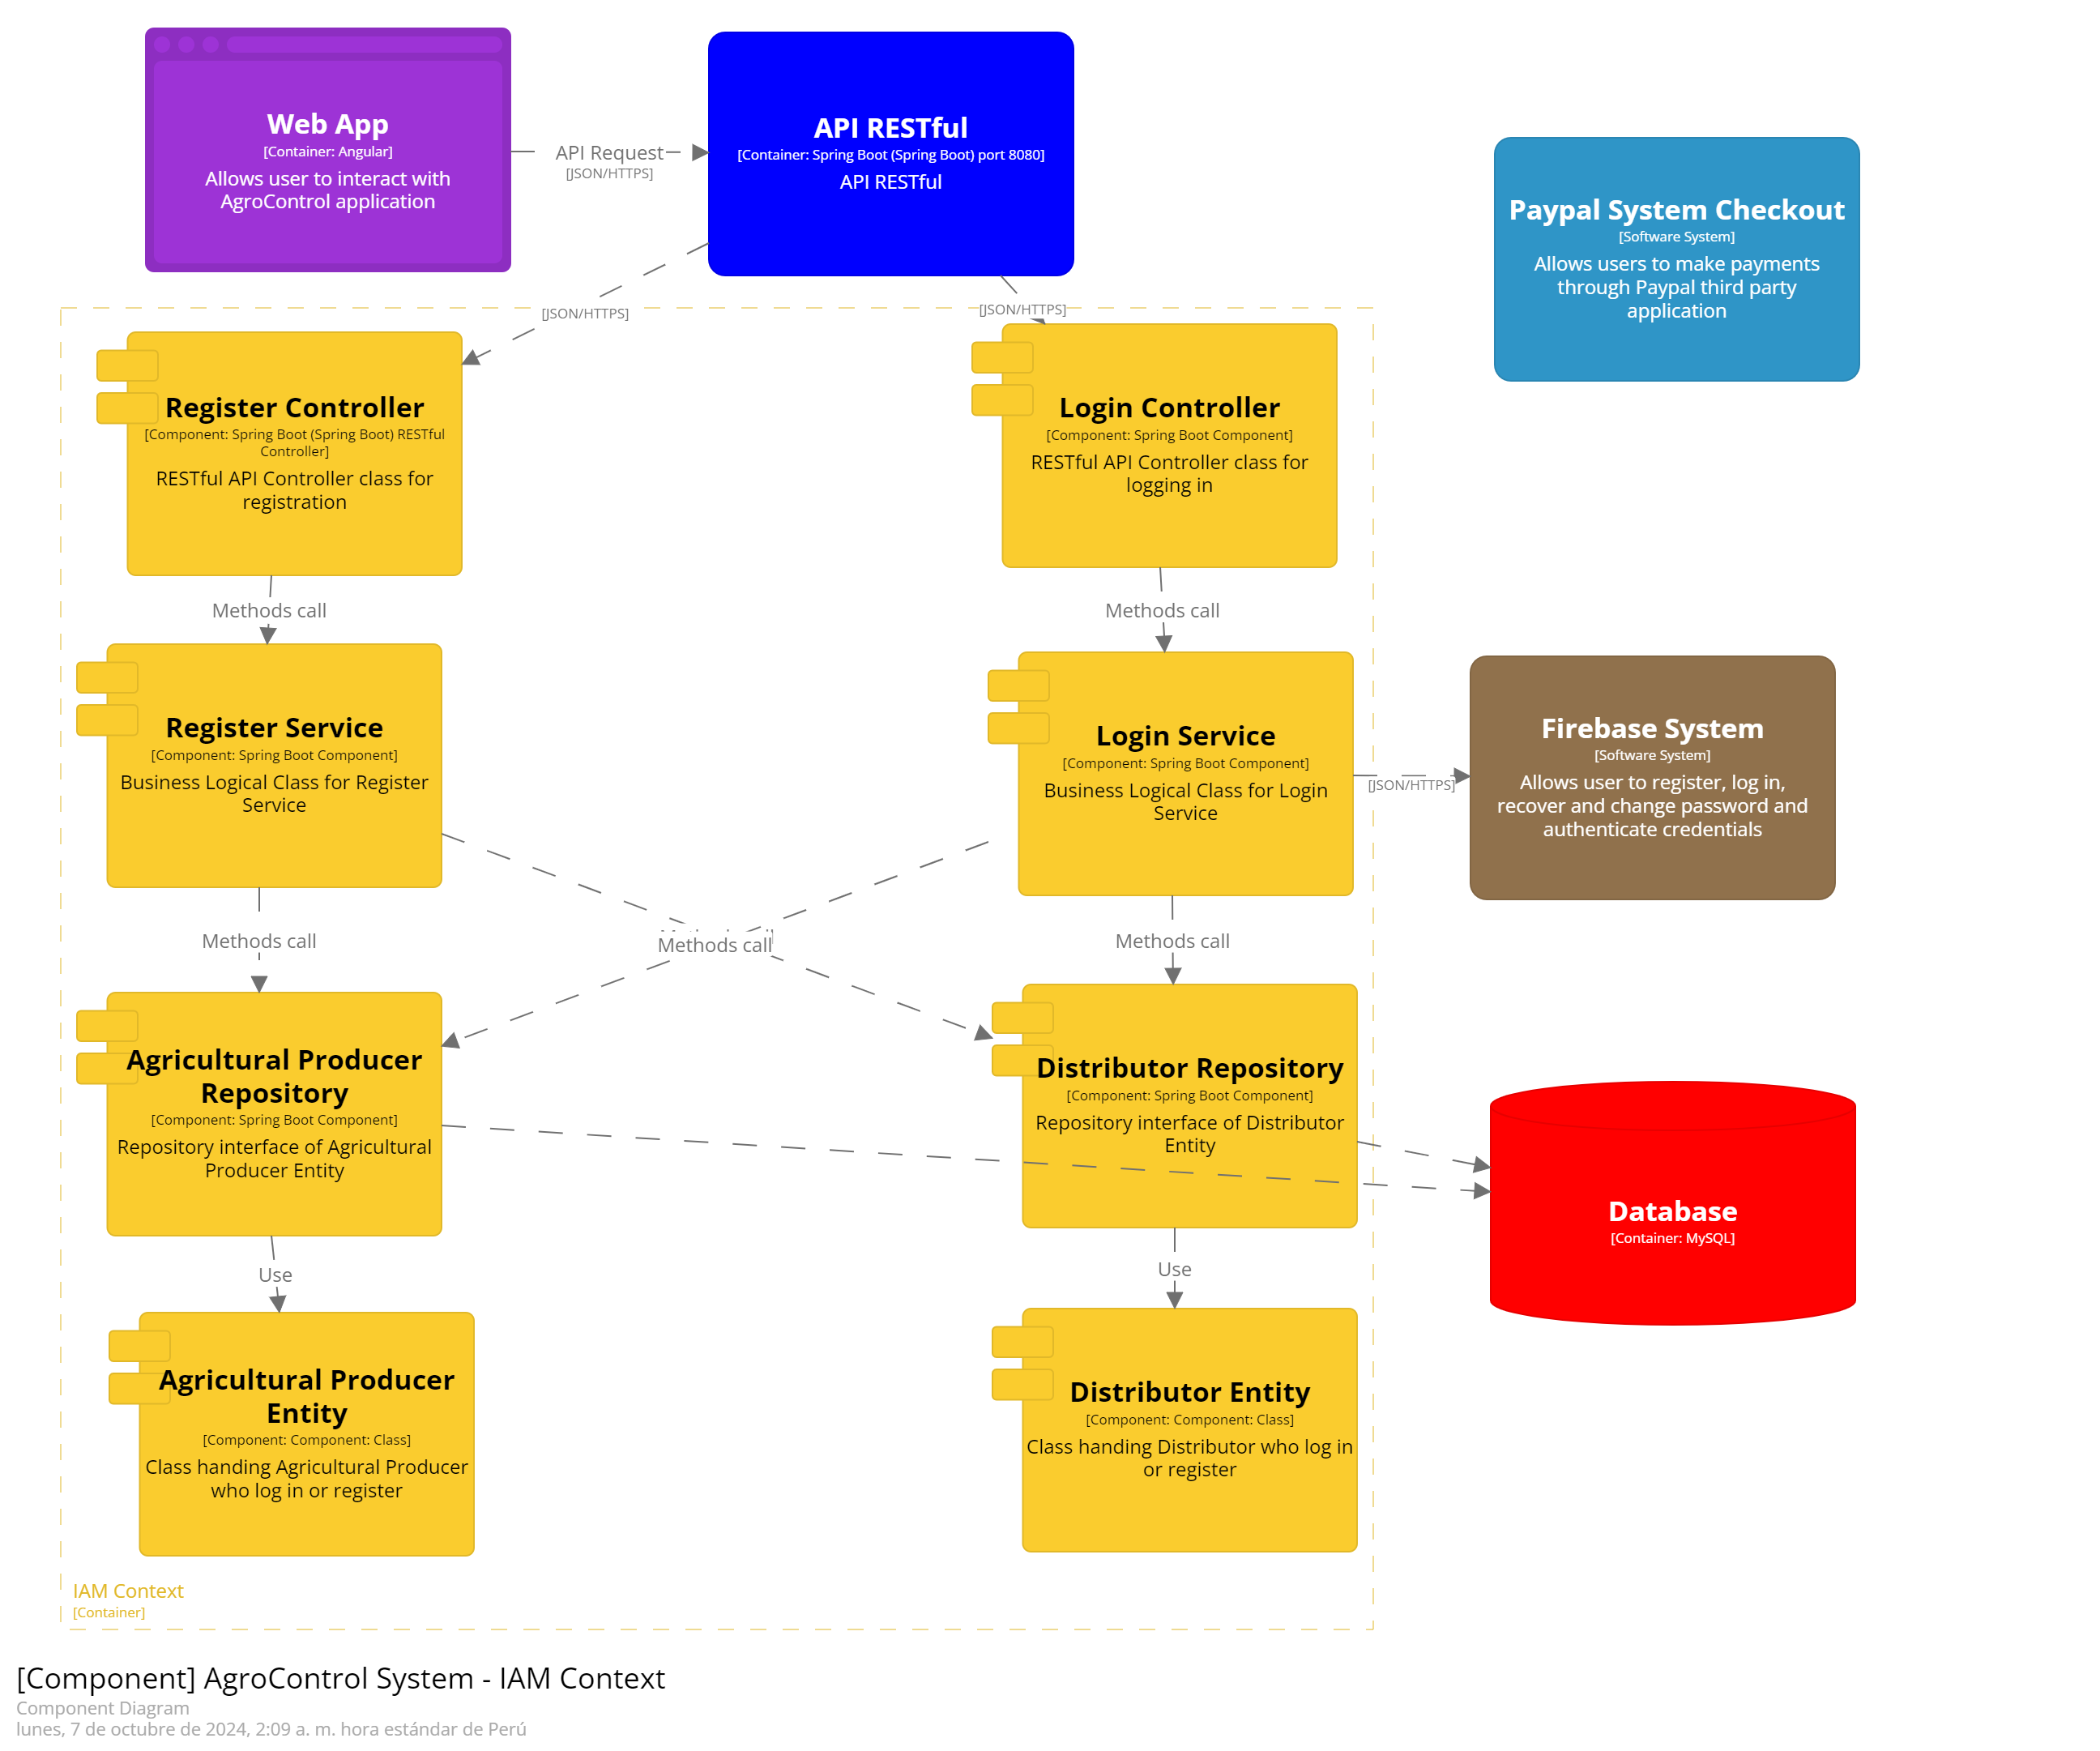 Web App
[Container: Angular]
Allows user to interact with
AgroControl application
API Request
[JSON/HTTPS]
API RESTful
[Container: Spring Boot (Spring Boot) port 8080]
API RESTful
Paypal System Checkout
[Software System]
Allows users to make payments
through Paypal third party
application
[JSON/HTTPS]
[JSON/HTTPS]
Register Controller
[Component: Spring Boot (Spring Boot) RESTful
Controller]
RESTful API Controller class for
registration
Login Controller
[Component: Spring Boot Component]
RESTful API Controller class for
logging in
Methods call
Methods call
Register Service
[Component: Spring Boot Component]
Business Logical Class for Register
Service
Login Service
[Component: Spring Boot Component]
Business Logical Class for Login
Service
[JSON/HTTPS]
Firebase System
[Software System]
Allows user to register, log in,
recover and change password and
authenticate credentials
Methods call
Methods call
Methods call
Agricultural Producer
Repository
[Component: Spring Boot Component]
Repository interface of Agricultural
Producer Entity
Distributor Repository
[Component: Spring Boot Component]
Repository interface of Distributor
Entity
Database
[Container: MySQL]
Use
Use
Agricultural Producer
Entity
[Component: Component: Class]
Class handing Agricultural Producer
who log in or register
Distributor Entity
[Component: Component: Class]
Class handing Distributor who log in
or register
IAM Context
[Container]
[Component] AgroControl System - IAM Context
Component Diagram
lunes, 7 de octubre de 2024, 2:09 a. m. hora estándar de Perú